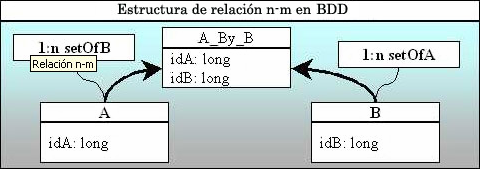 Estructura de relación n-m en BDD
1:n setOfB
Relación n-m
A_By_B
idA: long
idB: long
1:n setOfA
A
idA: long
B
idB: long